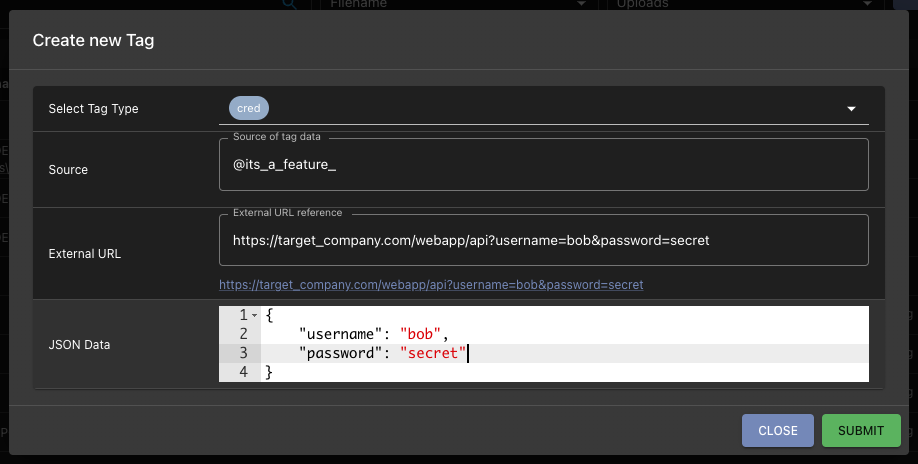 Filename
Uploads
Create new Tag
Select Tag Type
cred
Source of tag data
Source
@its_a_feature_
External URL reference
External URL
https://target_company.com/webapp/api?username=bob&password=secret
https://target_company.com/webapp/api?username=bob&password=secret
JSON Data
1 {
2 "username": "bob",
3 "password": "secret"
4 }
CLOSE
SUBMIT